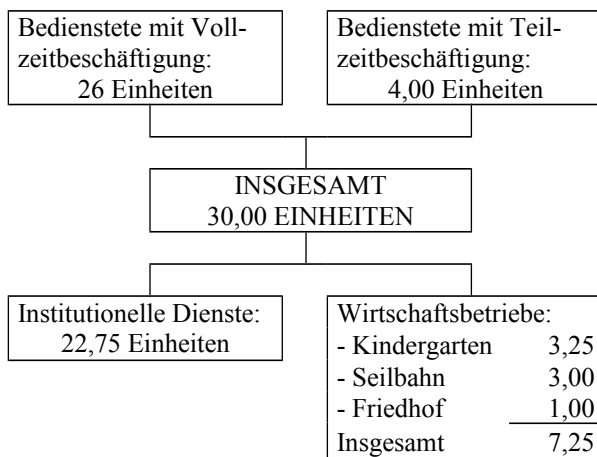 Bedienstete mit Voll-
zeitbeschäftigung:
26 Einheiten
Bedienstete mit Teil-
zeitbeschäftigung:
4,00 Einheiten
INSGESAMT
30,00 EINHEITEN
Institutionelle Dienste:
22,75 Einheiten
Wirtschaftsbetriebe:
- Kindergarten 3,25
- Seilbahn 3,00
- Friedhof 1,00
Insgesamt 7,25